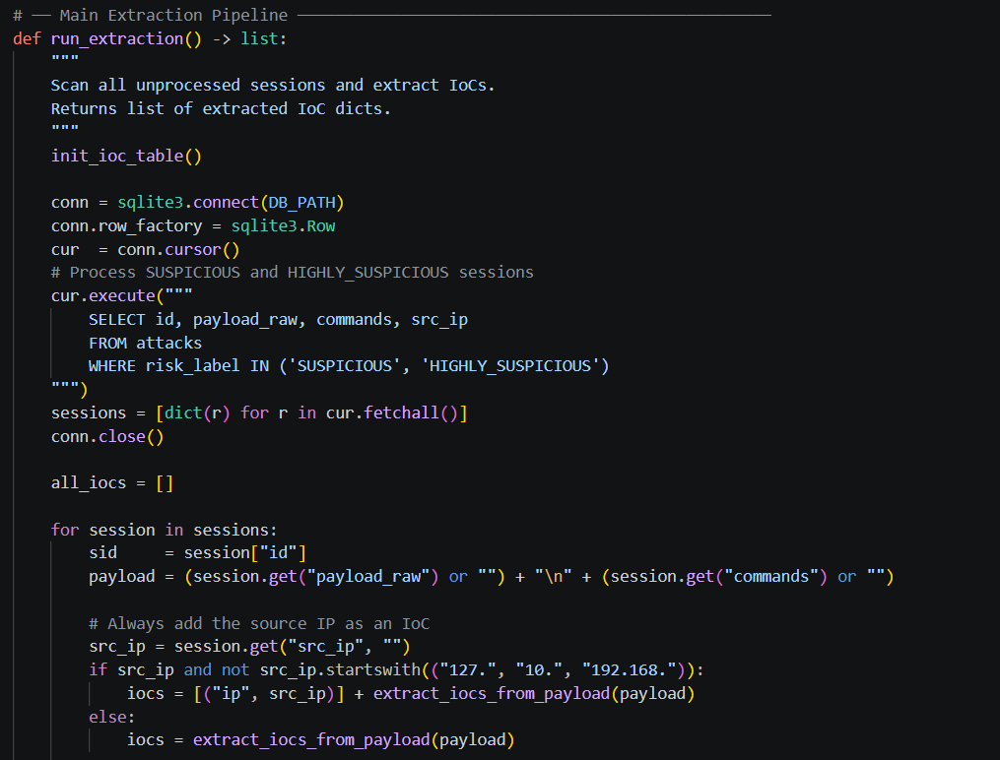 # ── Main Extraction Pipeline ──────────────────────────────────────────────────
def run_extraction() -> list:
    """
    Scan all unprocessed sessions and extract IoCs.
    Returns list of extracted IoC dicts.
    """
    init_ioc_table()

    conn = sqlite3.connect(DB_PATH)
    conn.row_factory = sqlite3.Row
    cur  = conn.cursor()
    # Process SUSPICIOUS and HIGHLY_SUSPICIOUS sessions
    cur.execute("""
        SELECT id, payload_raw, commands, src_ip
        FROM attacks
        WHERE risk_label IN ('SUSPICIOUS', 'HIGHLY_SUSPICIOUS')
    """)
    sessions = [dict(r) for r in cur.fetchall()]
    conn.close()

    all_iocs = []

    for session in sessions:
        sid     = session["id"]
        payload = (session.get("payload_raw") or "") + "\n" + (session.get("commands") or "")

        # Always add the source IP as an IoC
        src_ip = session.get("src_ip", "")
        if src_ip and not src_ip.startswith(("127.", "10.", "192.168.")):
            iocs = [("ip", src_ip)] + extract_iocs_from_payload(payload)
        else:
            iocs = extract_iocs_from_payload(payload)